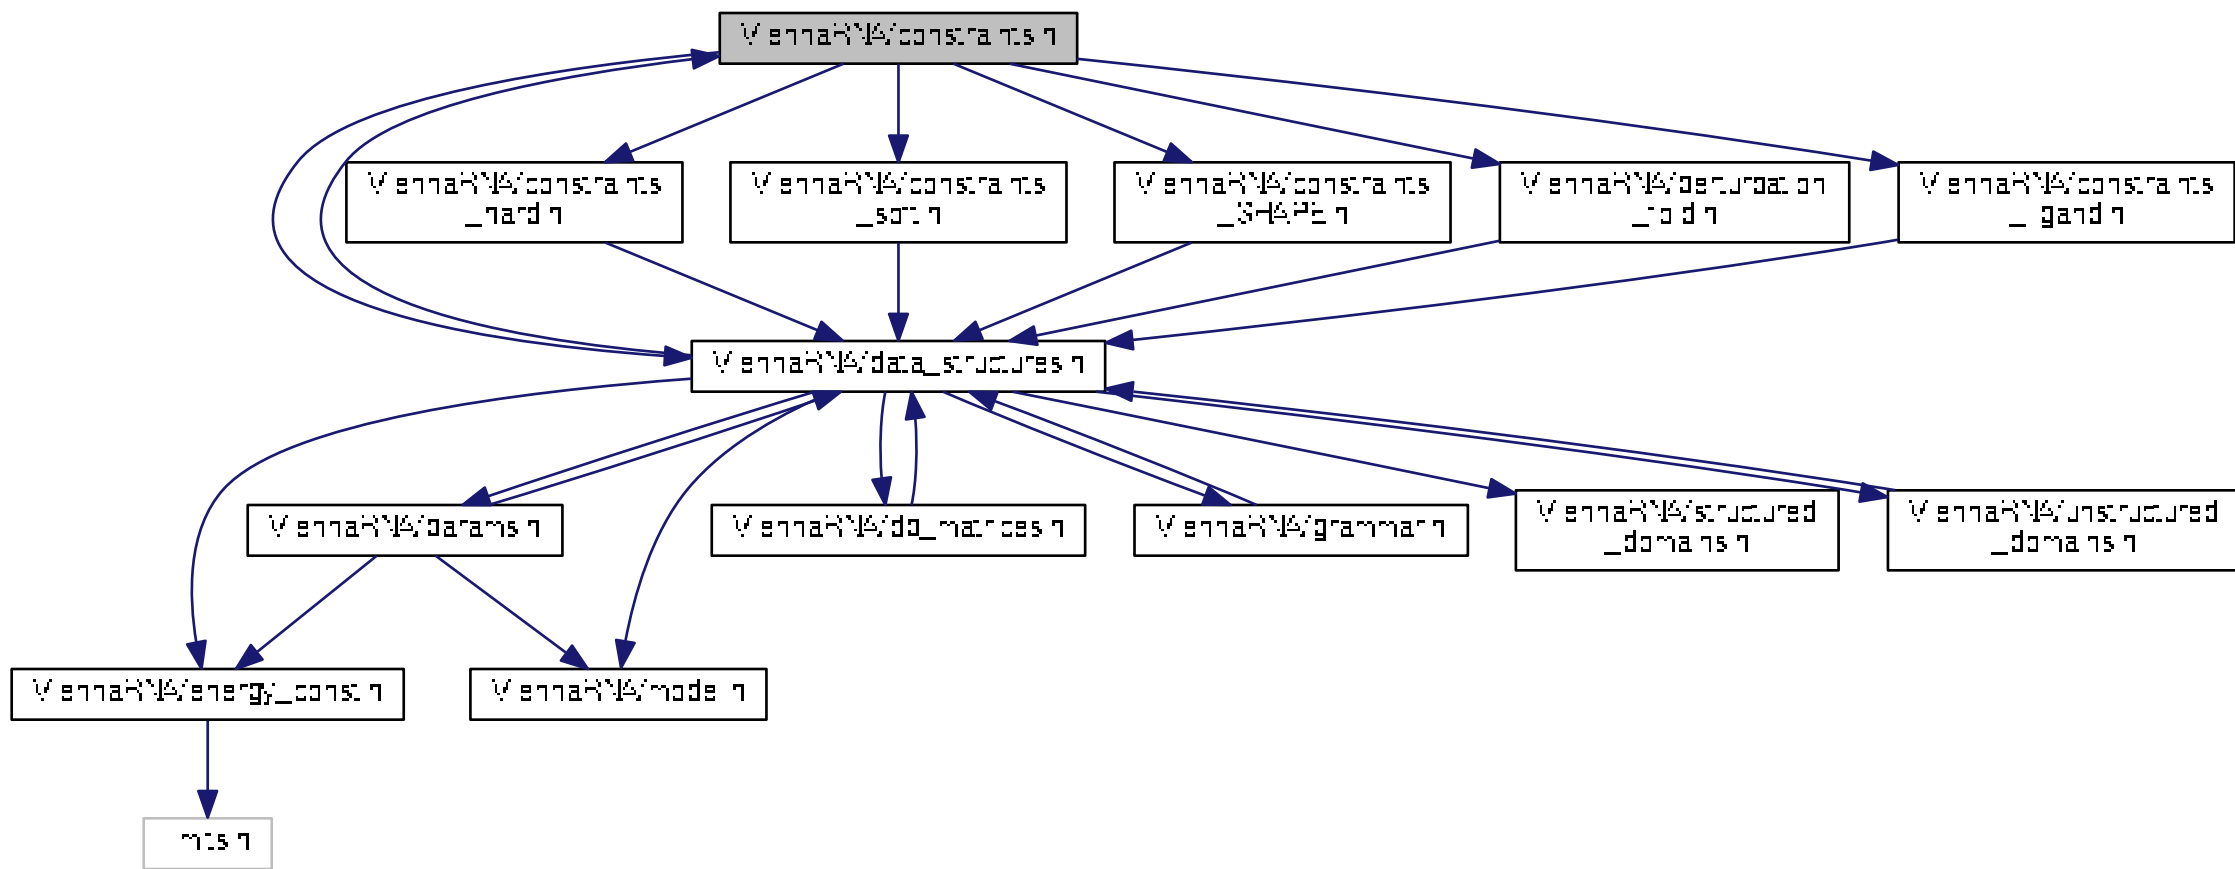 ViennaRNA/constraints.h
ViennaRNA/constraints
_hard.h
ViennaRNA/constraints
_soft.h
ViennaRNA/constraints
_SHAPE.h
ViennaRNA/perturbation
_fold.h
ViennaRNA/constraints
_ligand.h
ViennaRNA/data_structures.h
ViennaRNA/params.h
ViennaRNA/dp_matrices.h
ViennaRNA/grammar.h
ViennaRNA/structured
_domains.h
ViennaRNA/unstructured
_domains.h
ViennaRNA/energy_const.h
ViennaRNA/model.h
limits.h